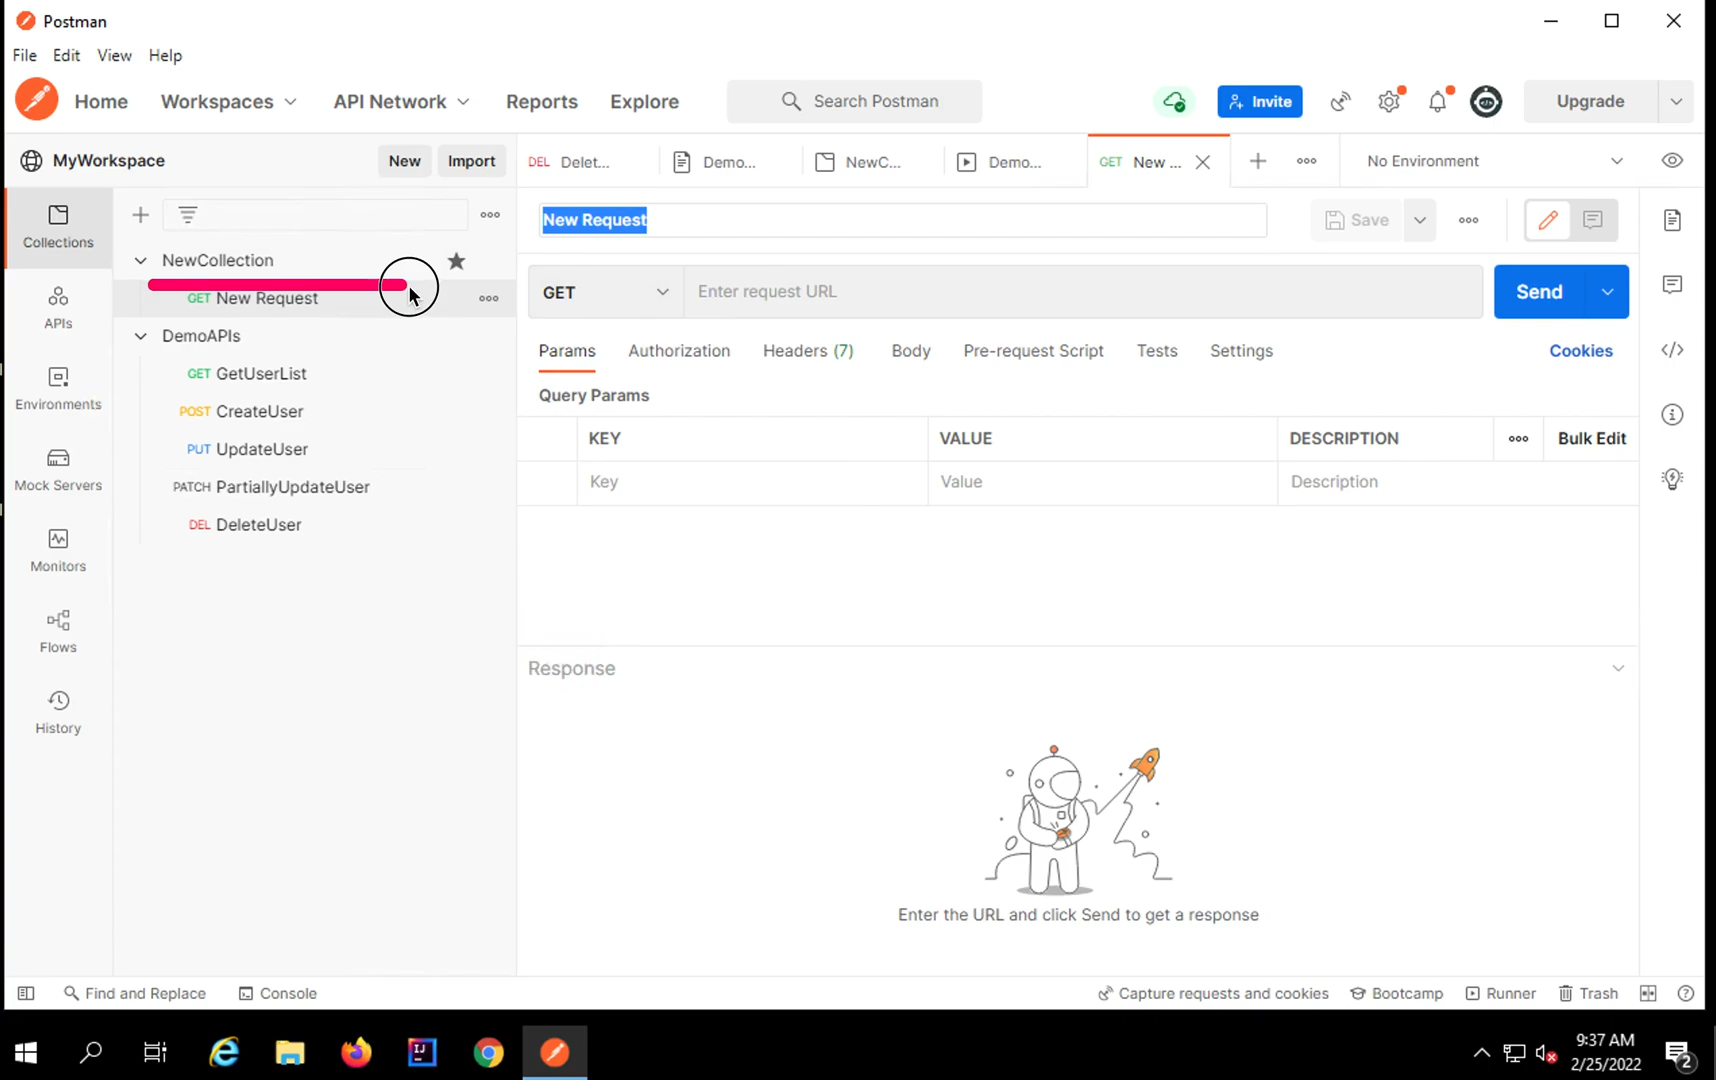 Postman
File Edit View Help
Home Workspaces API Network Reports Explore Search Postman Invite Upgrade
MyWorkspace New Import DEL Delet... Demo... NewC... Demo... GET New ... No Environment
Collections
APIs
Environments
Mock Servers
Monitors
Flows
History
NewCollection
GET New Request
DemoAPIs
GET GetUserList
POST CreateUser
PUT UpdateUser
PATCH PartiallyUpdateUser
DEL DeleteUser
New Request Save
GET Enter request URL Send
Params Authorization Headers (7) Body Pre-request Script Tests Settings Cookies
Query Params
KEY VALUE DESCRIPTION Bulk Edit
Key Value Description
Response
Enter the URL and click Send to get a response
Find and Replace Console Capture requests and cookies Bootcamp Runner Trash
9:37 AM
2/25/2022
2